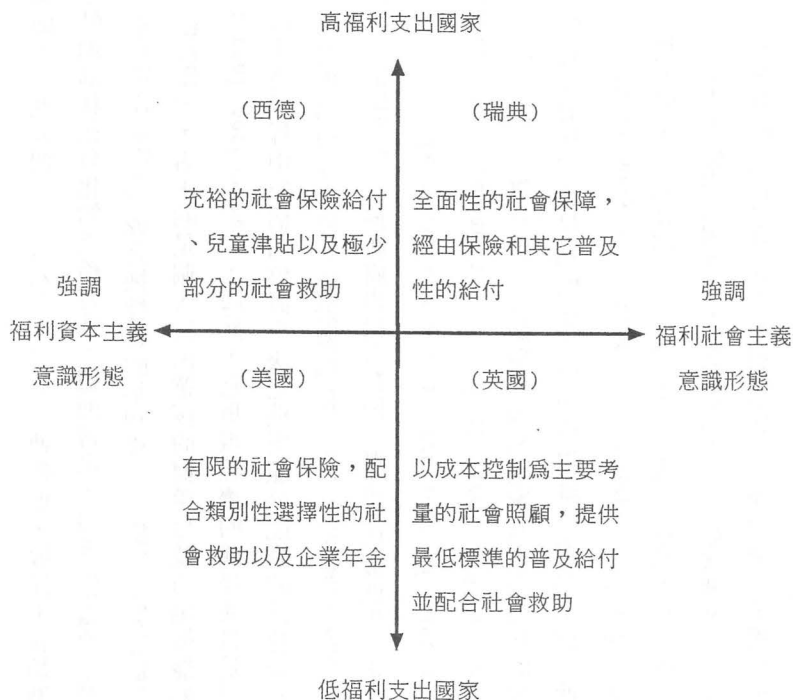 高福利支出國家
（西德）
（瑞典）
充裕的社會保險給付
、兒童津貼以及極少
部分的社會救助
全面性的社會保障，
經由保險和其它普及
性的給付
強調
福利資本主義
意識形態
強調
福利社會主義
意識形態
（美國）
（英國）
有限的社會保險，配
合類別性選擇性的社
會救助以及企業年金
以成本控制爲主要考
量的社會照顧，提供
最低標準的普及給付
並配合社會救助
低福利支出國家